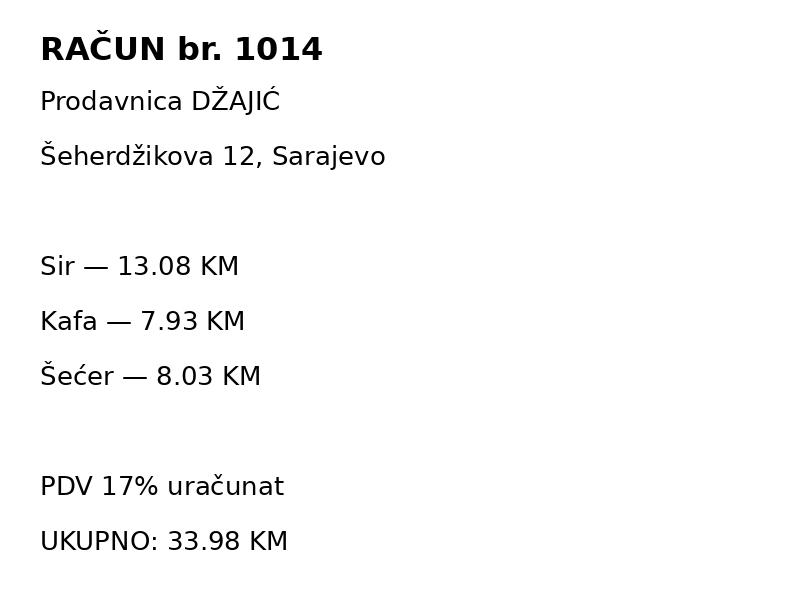 RAČUN br. 1014
Prodavnica DŽAJIĆ
Šeherdžikova 12, Sarajevo
Sir — 13.08 KM
Kafa — 7.93 KM
Šećer — 8.03 KM
PDV 17% uračunat
UKUPNO: 33.98 KM